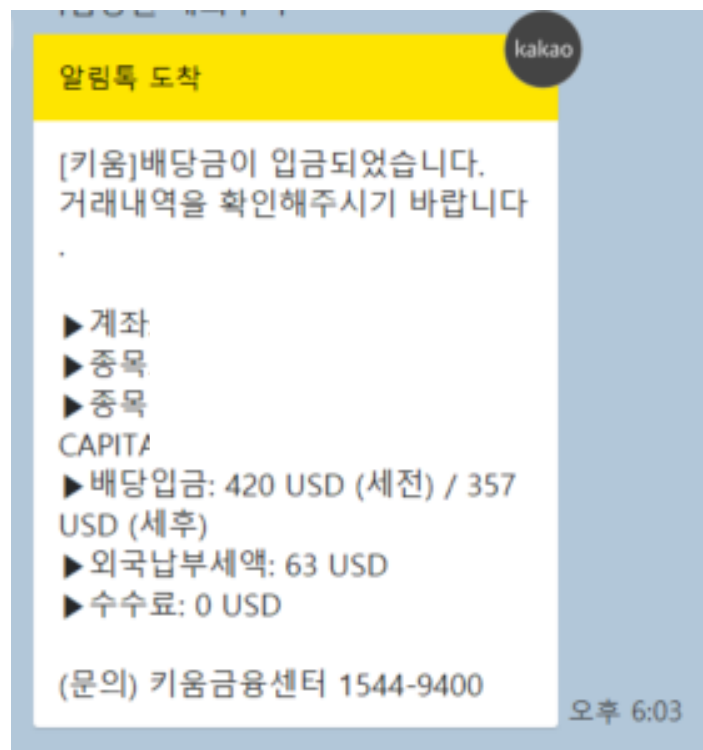 kakao
알림톡 도착
[키움]배당금이 입금되었습니다.
거래내역을 확인해주시기 바랍니다
.
▶계좌
▶종목
▶종목
CAPITA
▶배당입금: 420 USD (세전) / 357
USD (세후)
▶외국납부세액: 63 USD
▶수수료: 0 USD
(문의) 키움금융센터 1544-9400
오후 6:03